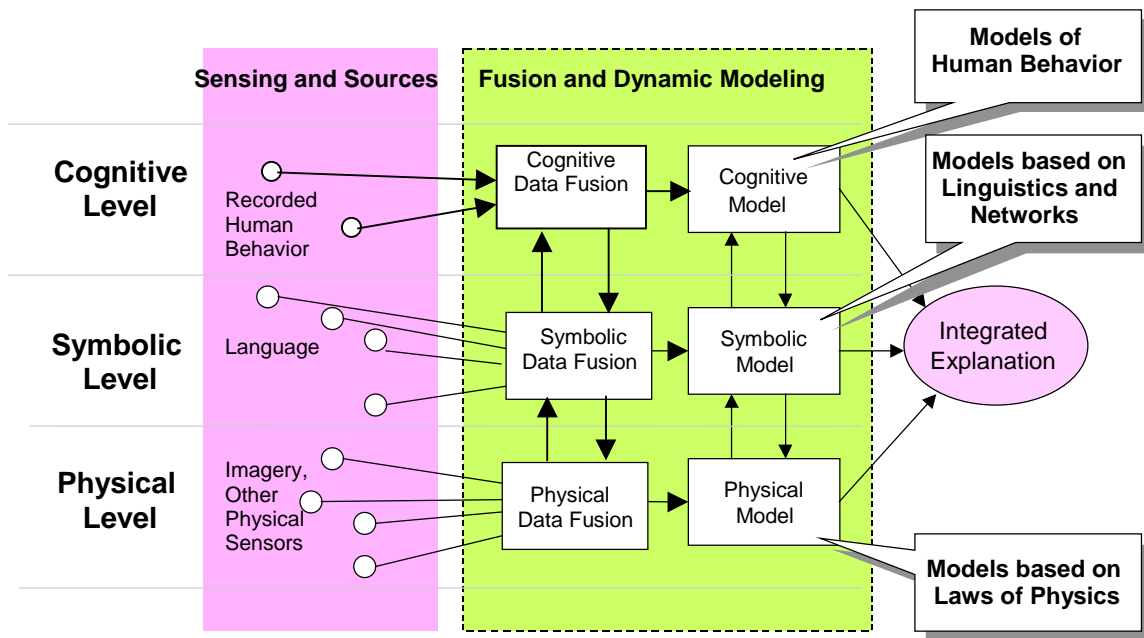 Models of
Human Behavior
Sensing and Sources
Fusion and Dynamic Modeling
Cognitive
Level
Recorded
Human
Behavior
Cognitive
Data Fusion
Cognitive
Model
Models based on
Linguistics and
Networks
Symbolic
Level
Language
Symbolic
Data Fusion
Symbolic
Model
Integrated
Explanation
Physical
Level
Imagery,
Other
Physical
Sensors
Physical
Data Fusion
Physical
Model
Models based on
Laws of Physics